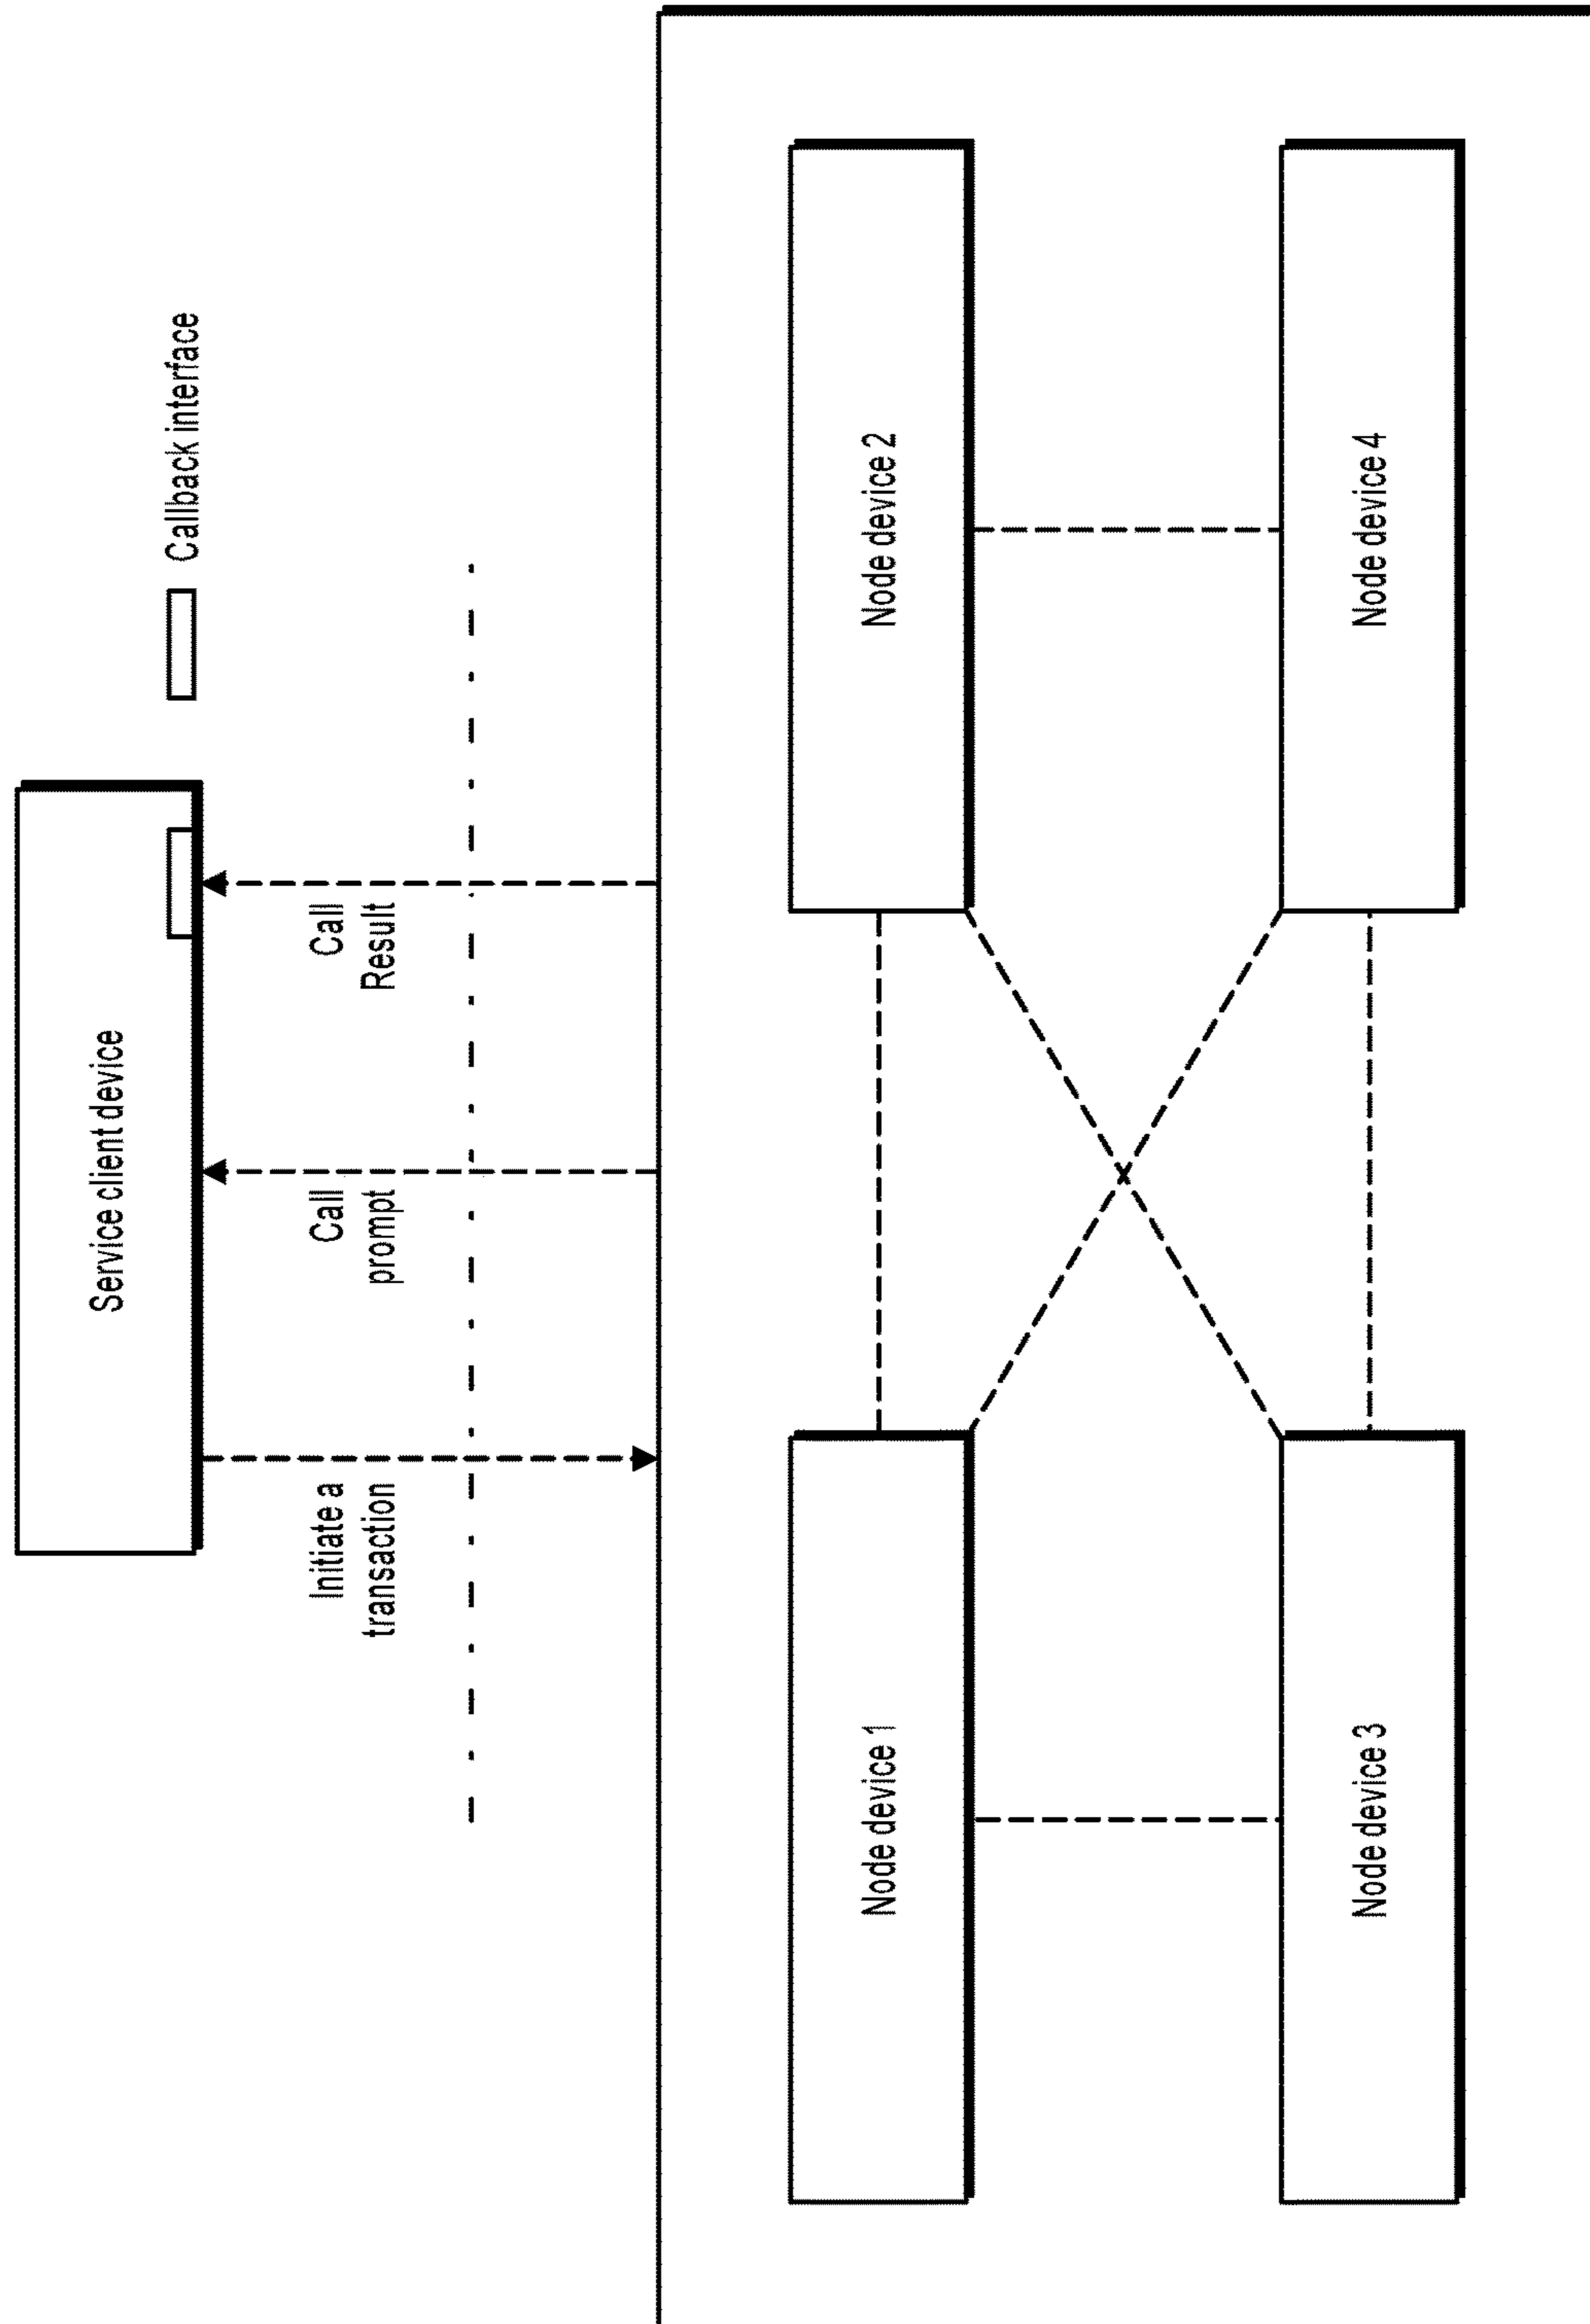 Service client device
Callback interface
Initiate a
transaction
Call
prompt
Call
Result
Node device 1
Node device 2
Node device 3
Node device 4